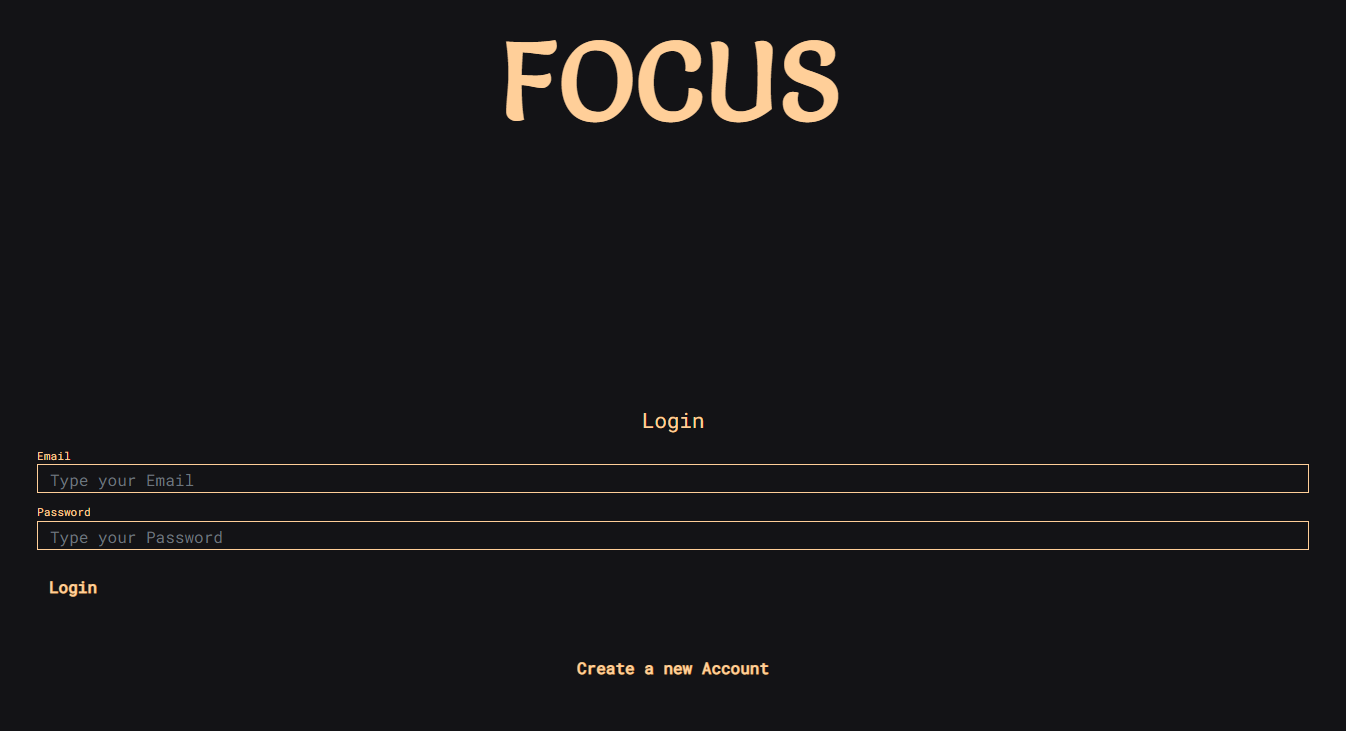 FOCUS
Login
Email
Type your Email
Password
Type your Password
Login
Create a new Account